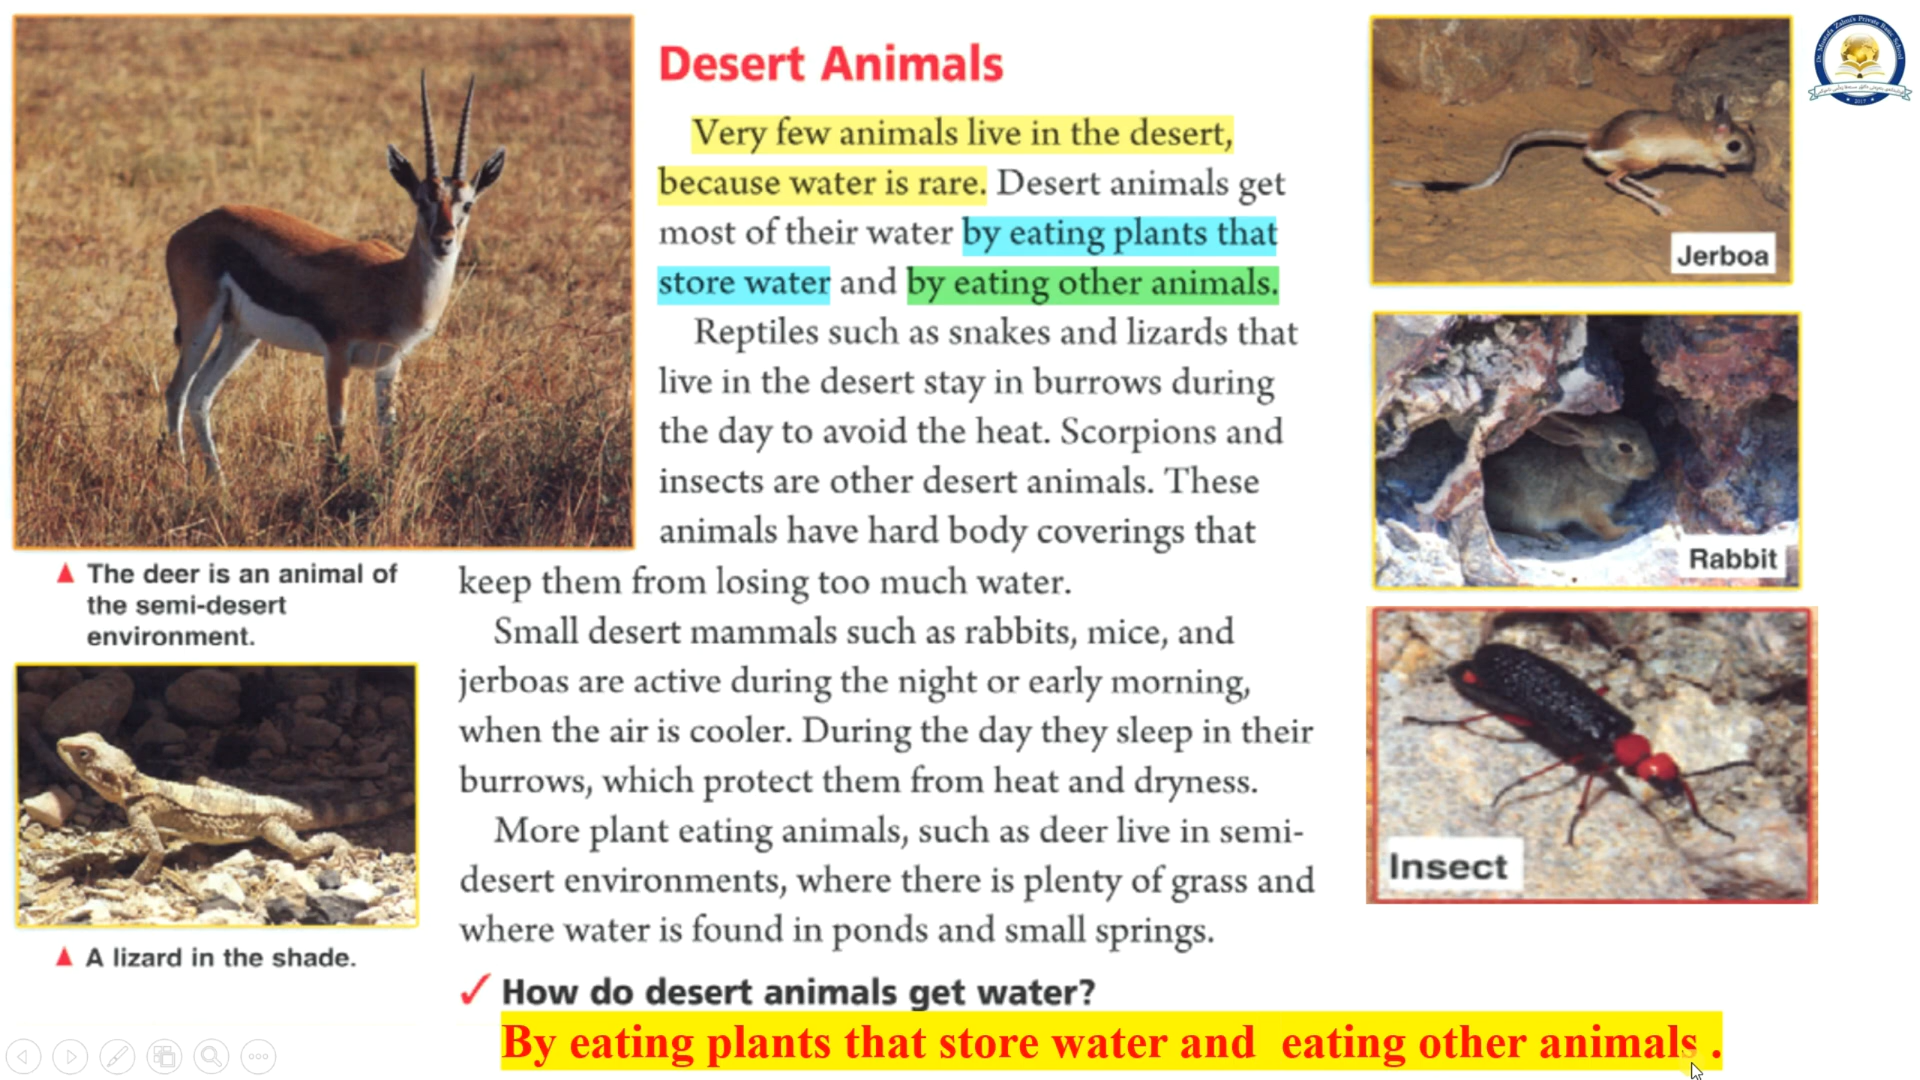 Desert Animals
Very few animals live in the desert,
because water is rare. Desert animals get
most of their water by eating plants that
store water and by eating other animals.
Reptiles such as snakes and lizards that
live in the desert stay in burrows during
the day to avoid the heat. Scorpions and
insects are other desert animals. These
animals have hard body coverings that
keep them from losing too much water.
Small desert mammals such as rabbits, mice, and
jerboas are active during the night or early morning,
when the air is cooler. During the day they sleep in their
burrows, which protect them from heat and dryness.
More plant eating animals, such as deer live in semi-
desert environments, where there is plenty of grass and
where water is found in ponds and small springs.
✓ How do desert animals get water?
By eating plants that store water and eating other animals .
▲ The deer is an animal of
the semi-desert
environment.
▲ A lizard in the shade.
Jerboa
Rabbit
Insect
2017